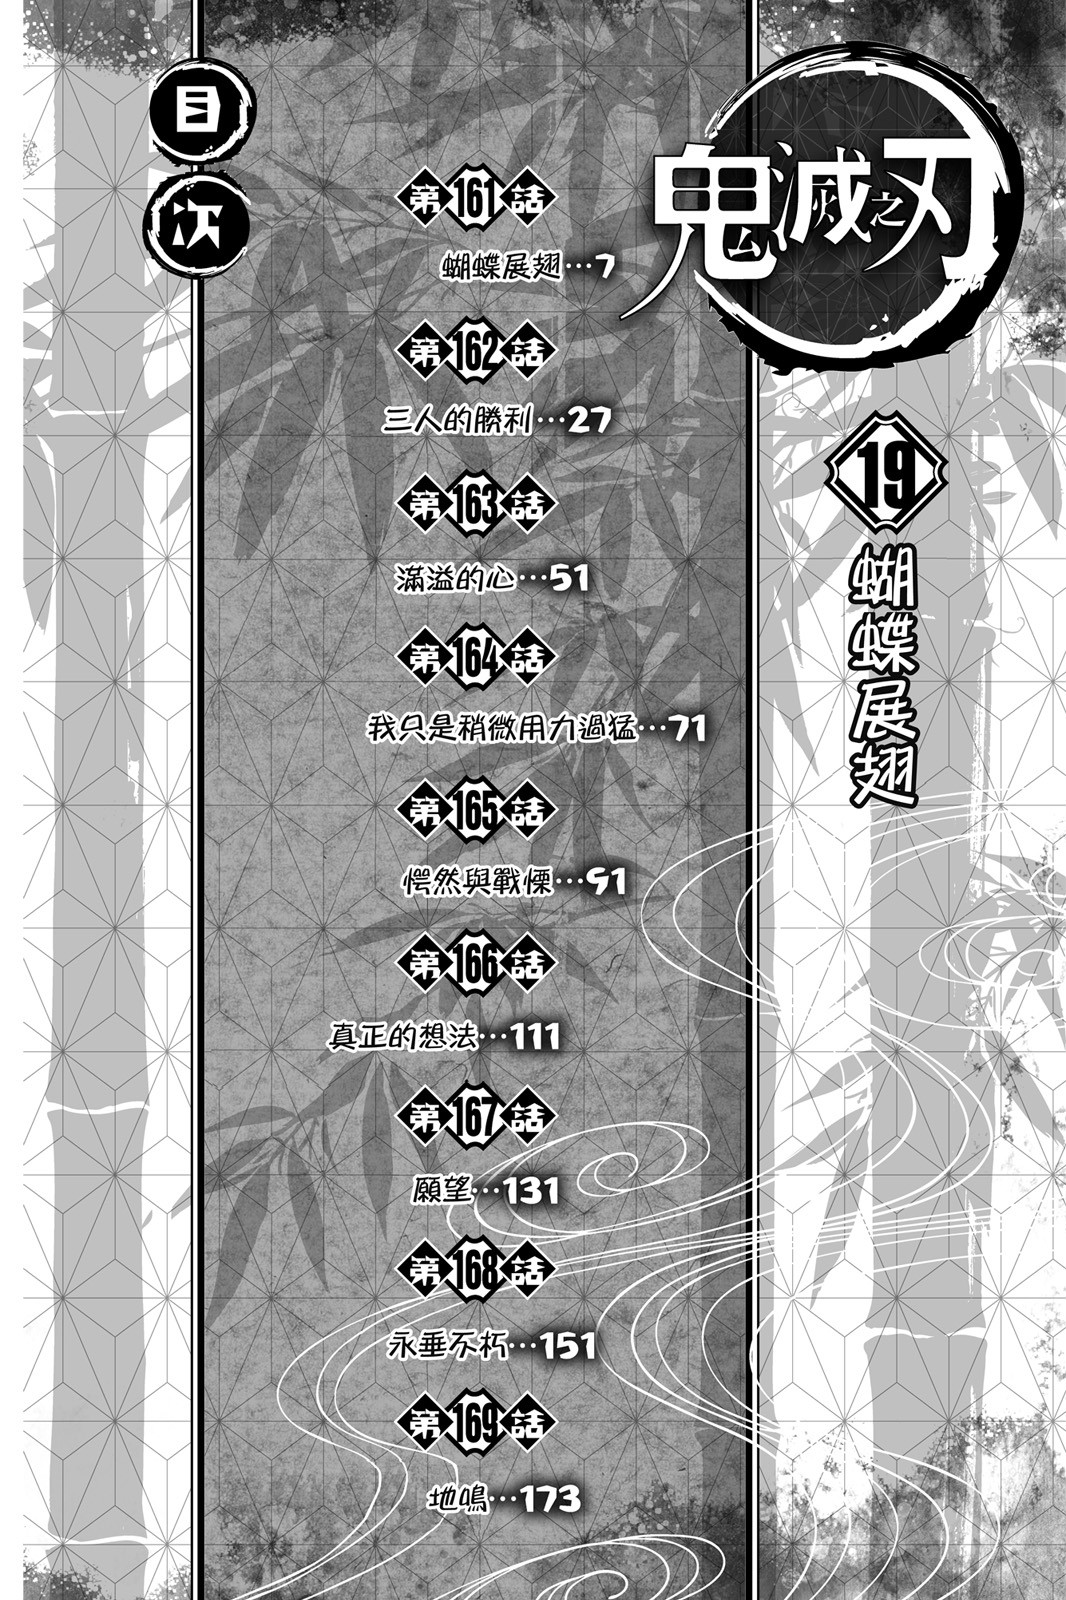 鬼滅之刃
19
蝴蝶展翅
目次
第161話
蝴蝶展翅…7
第162話
三人的勝利…27
第163話
滿溢的心…51
第164話
我只是稍微用力過猛…71
第165話
愕然與戰慄…91
第166話
真正的想法…111
第167話
願望…131
第168話
永垂不朽…151
第169話
地鳴…173